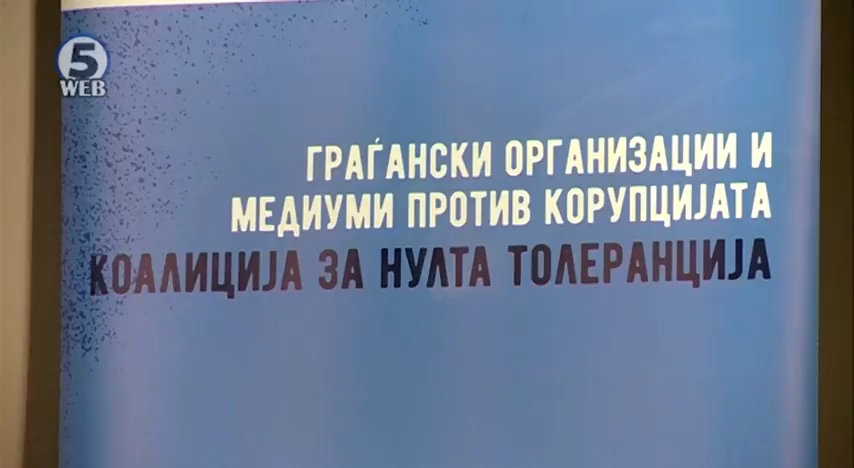 5
WEB
ГРАЃАНСКИ ОРГАНИЗАЦИИ И
МЕДИУМИ ПРОТИВ КОРУПЦИЈАТА
КОАЛИЦИЈА ЗА НУЛТА ТОЛЕРАНЦИЈА